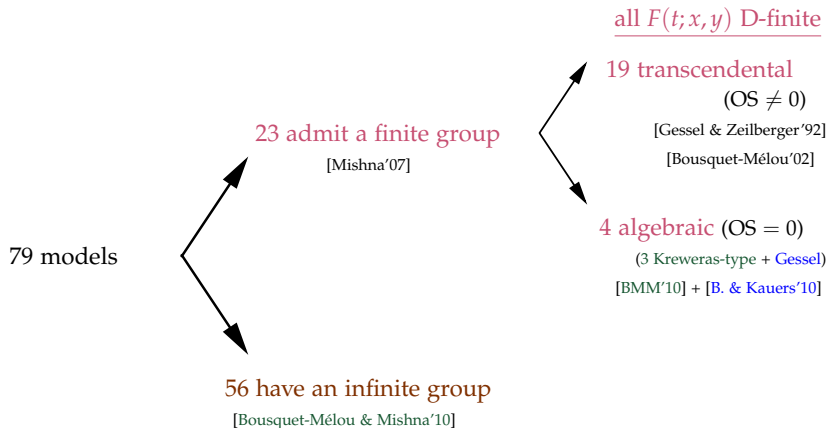 all F(t; x, y) D-finite
19 transcendental
(OS ≠ 0)
[Gessel & Zeilberger'92]
[Bousquet-Mélou'02]
23 admit a finite group
[Mishna'07]
4 algebraic (OS = 0)
(3 Kreweras-type + Gessel)
[BMM'10] + [B. & Kauers'10]
79 models
56 have an infinite group
[Bousquet-Mélou & Mishna'10]